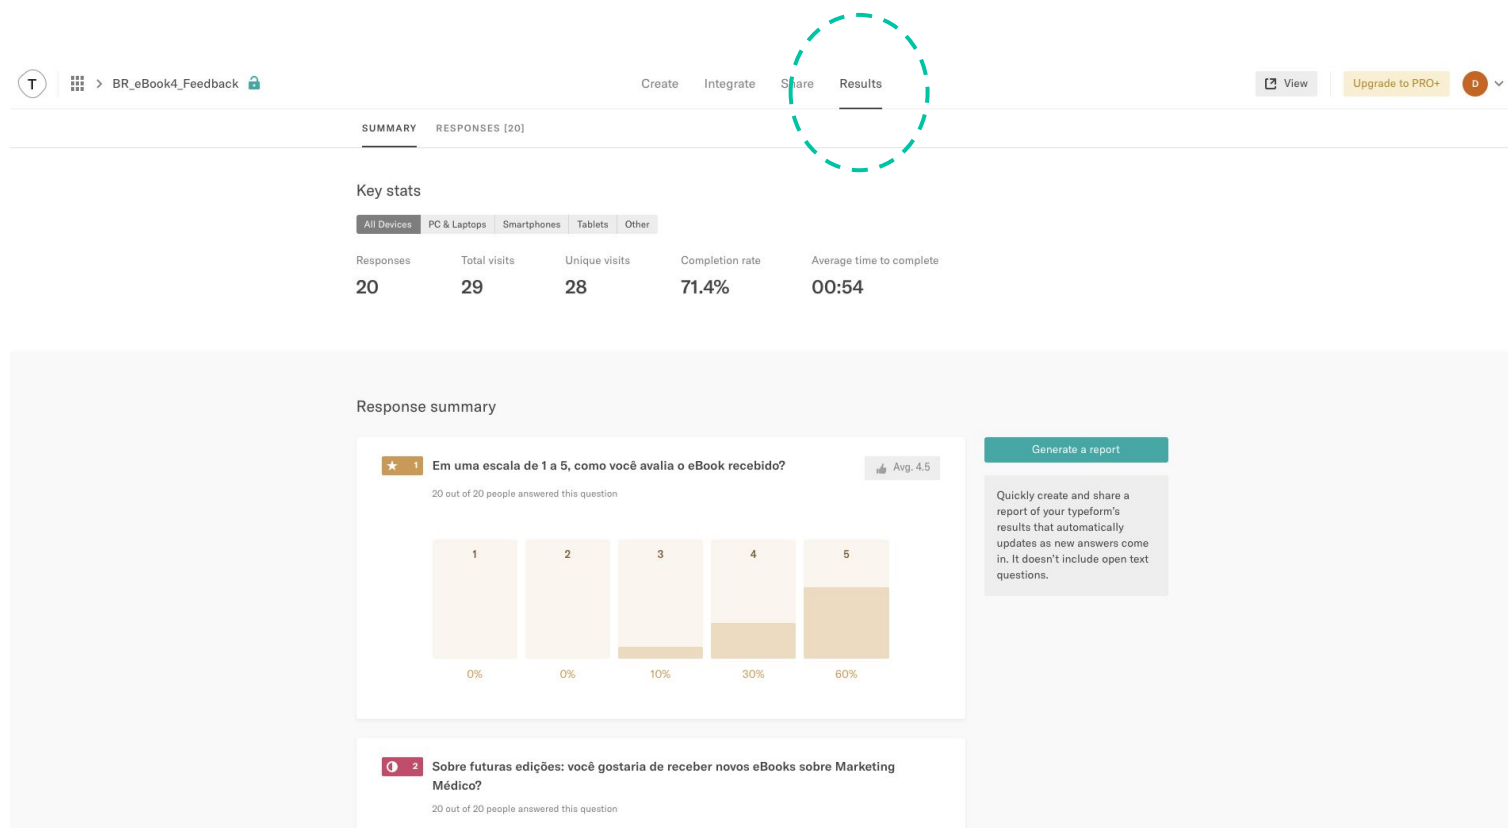 T
BR_eBook4_Feedback
Create Integrate Share Results
View
Upgrade to PRO+
D
SUMMARY RESPONSES [20]
Key stats
All Devices PC & Laptops Smartphones Tablets Other
Responses Total visits Unique visits Completion rate Average time to complete
20 29 28 71.4% 00:54
Response summary
1 Em uma escala de 1 a 5, como você avalia o eBook recebido?
Avg. 4.5
20 out of 20 people answered this question
1 2 3 4 5
0% 0% 10% 30% 60%
Generate a report
Quickly create and share a
report of your typeform's
results that automatically
updates as new answers come
in. It doesn't include open text
questions.
2 Sobre futuras edições: você gostaria de receber novos eBooks sobre Marketing
Médico?
20 out of 20 people answered this question